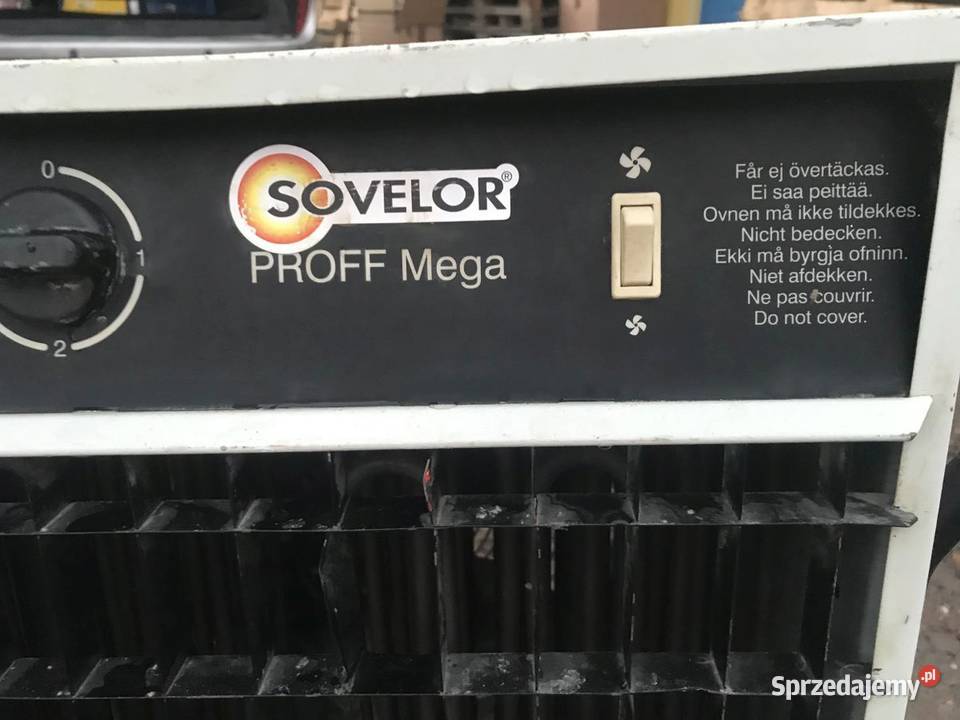 0
1
2
SOVELOR®
PROFF Mega
Får ej övertäckas.
Ei saa peittää.
Ovnen må ikke tildekkes.
Nicht bedecken.
Ekki má byrgja ofninn.
Niet afdekken.
Ne pas couvrir.
Do not cover.
Sprzedajemy.pl